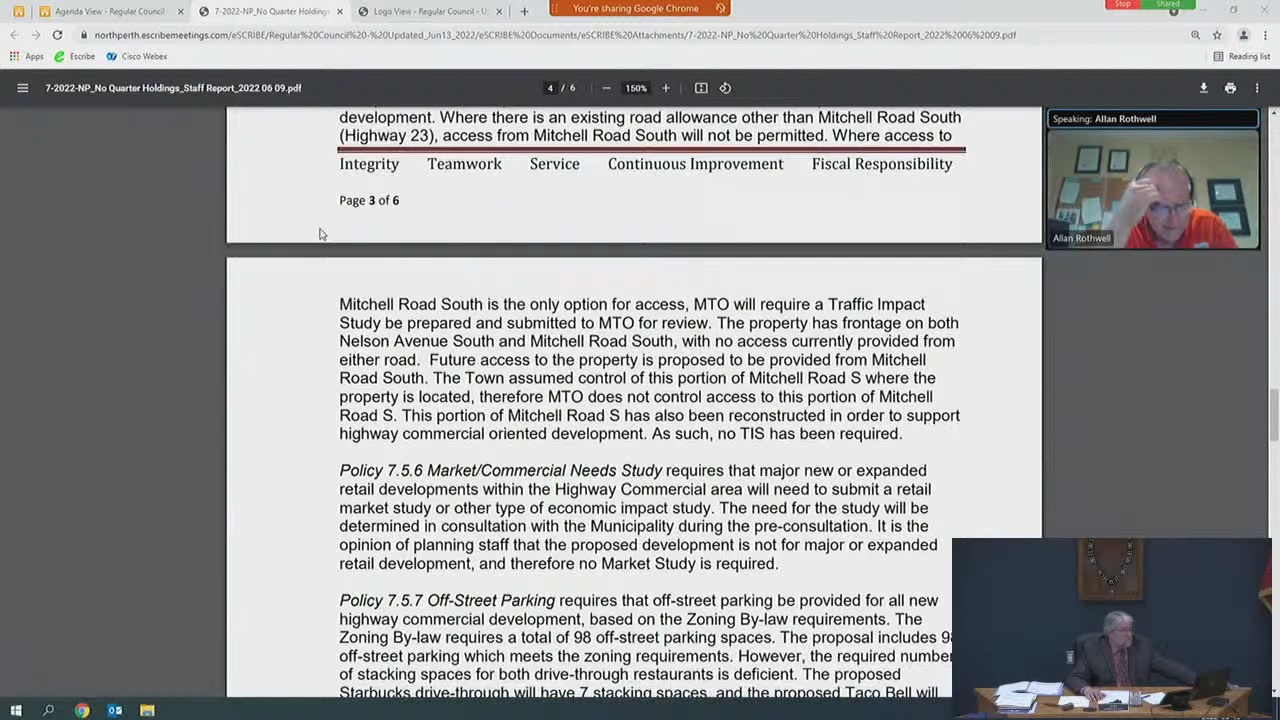 Agenda View - Regular Council
7-2022-NP_No Quarter Holdings
Logo View - Regular Council - U
You're sharing Google Chrome
Stop
Shared
northperth.escribemeetings.com/eSCRIBE/Regular%20Council%20-%20Updated_Jun13_2022/eSCRIBE%20Documents/eSCRIBE%20Attachments/7-2022-NP_No%20Quarter%20Holdings_Staff%20Report_2022%2006%2009.pdf
Apps
Escribe
Cisco Webex
Reading list
7-2022-NP_No Quarter Holdings_Staff Report_2022 06 09.pdf
4 / 6
150%
development. Where there is an existing road allowance other than Mitchell Road South
(Highway 23), access from Mitchell Road South will not be permitted. Where access to
Integrity Teamwork Service Continuous Improvement Fiscal Responsibility
Page 3 of 6
Speaking: Allan Rothwell
Allan Rothwell
Mitchell Road South is the only option for access, MTO will require a Traffic Impact
Study be prepared and submitted to MTO for review. The property has frontage on both
Nelson Avenue South and Mitchell Road South, with no access currently provided from
either road. Future access to the property is proposed to be provided from Mitchell
Road South. The Town assumed control of this portion of Mitchell Road S where the
property is located, therefore MTO does not control access to this portion of Mitchell
Road S. This portion of Mitchell Road S has also been reconstructed in order to support
highway commercial oriented development. As such, no TIS has been required.
Policy 7.5.6 Market/Commercial Needs Study requires that major new or expanded
retail developments within the Highway Commercial area will need to submit a retail
market study or other type of economic impact study. The need for the study will be
determined in consultation with the Municipality during the pre-consultation. It is the
opinion of planning staff that the proposed development is not for major or expanded
retail development, and therefore no Market Study is required.
Policy 7.5.7 Off-Street Parking requires that off-street parking be provided for all new
highway commercial development, based on the Zoning By-law requirements. The
Zoning By-law requires a total of 98 off-street parking spaces. The proposal includes 98
off-street parking which meets the zoning requirements. However, the required number
of stacking spaces for both drive-through restaurants is deficient. The proposed
Starbucks drive-through will have 7 stacking spaces, and the proposed Taco Bell will